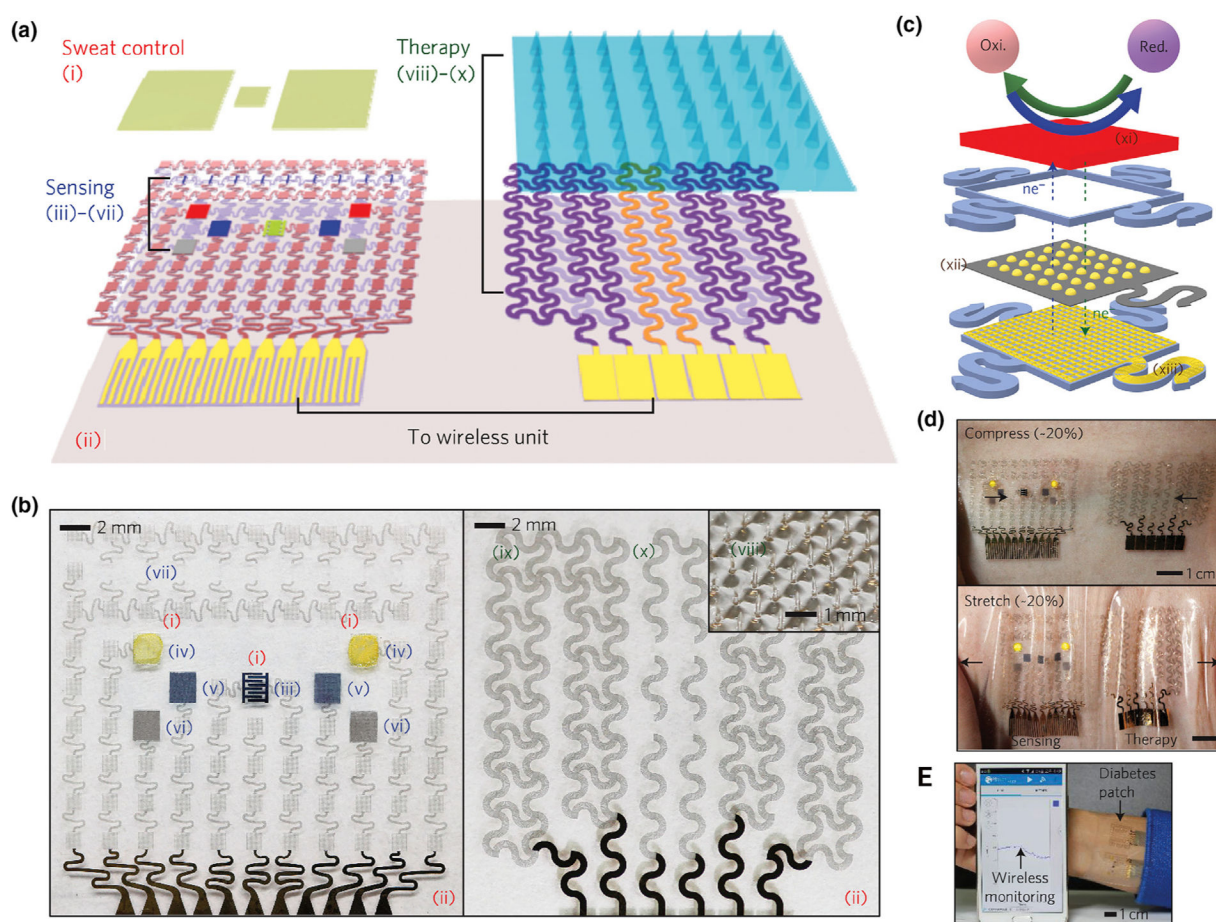 (a)
Sweat control
(i)
Therapy
(viii)–(x)
Sensing
(iii)–(vii)
(ii)
To wireless unit
(b)
2 mm
(vii)
(i)
(i)
(iv)
(i)
(iv)
(v)
(iii)
(v)
(vi)
(vi)
(ii)
2 mm
(ix)
(x)
(viii)
1 mm
(ii)
(c)
Oxi.
Red.
(xi)
ne⁻
(xii)
ne⁻
(xiii)
(d)
Compress (~20%)
1 cm
Stretch (~20%)
Sensing
Therapy
E
Diabetes
patch
Wireless
monitoring
1 cm